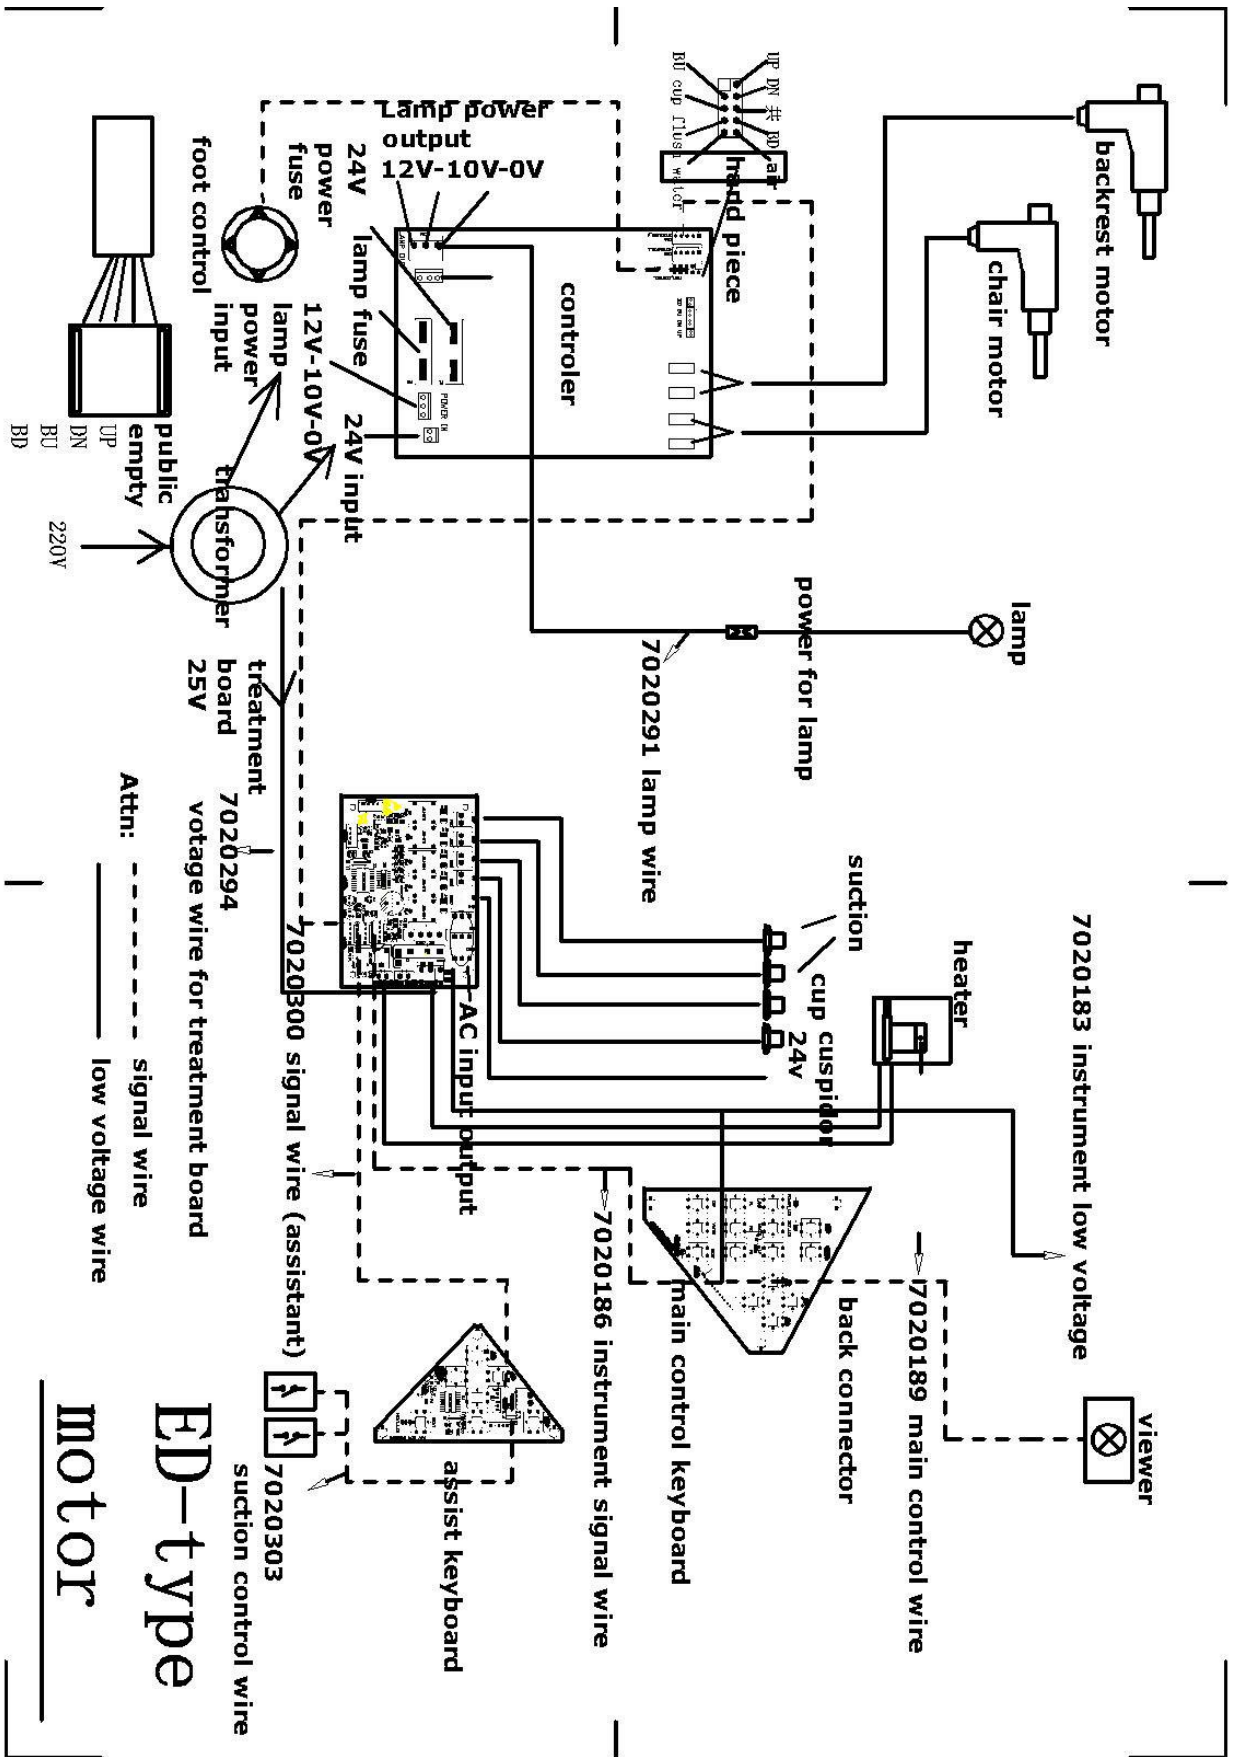 backrest motor
chair motor
lamp
7020183 instrument low voltage
heater
viewer
UP DN 共 BD air
BU cup flush water
hand piece
controler
power for lamp
7020291 lamp wire
suction
cup cuspidor
24v
7020189 main control wire
back connector
main control keyboard
7020186 instrument signal wire
Lamp power
output
12V-10V-0V
24V
power
fuse
lamp fuse
POWER IN
24V input
12V-10V-0V
lamp
power
input
foot control
transformer
220V
public
empty
UP
DN
BU
BD
treatment
board
25V
AC input output
7020294
votage wire for treatment board
7020300 signal wire (assistant)
assist keyboard
7020303
suction control wire
Attn:
signal wire
low voltage wire
ED-type
motor